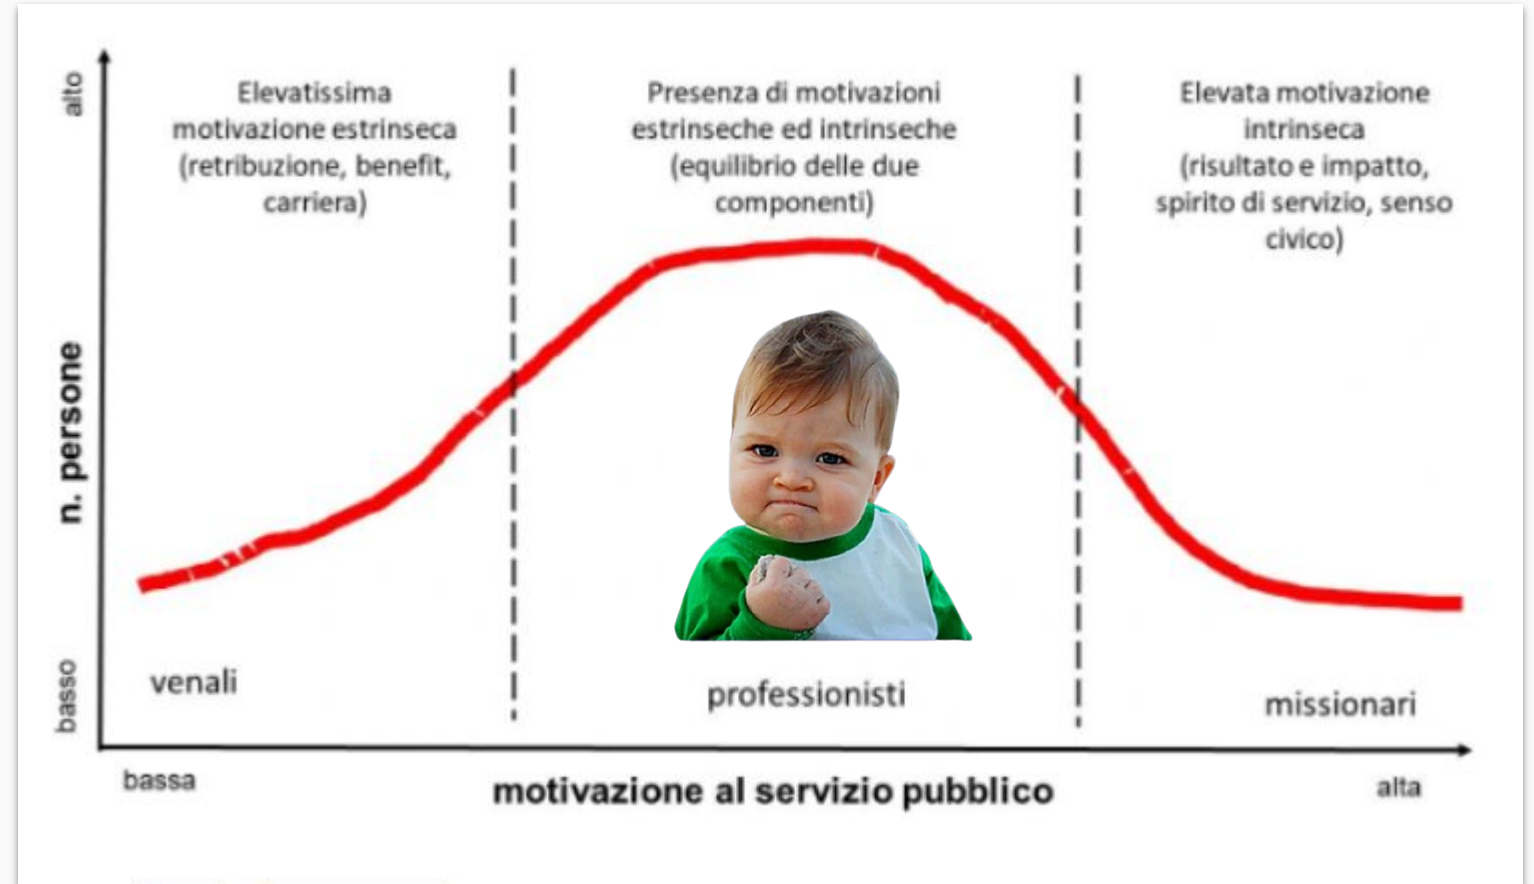 alto
Elevatissima
motivazione estrinseca
(retribuzione, benefit,
carriera)
Presenza di motivazioni
estrinseche ed intrinseche
(equilibrio delle due
componenti)
Elevata motivazione
intrinseca
(risultato e impatto,
spirito di servizio, senso
civico)
n. persone
basso
venali
professionisti
missionari
bassa
motivazione al servizio pubblico
alta